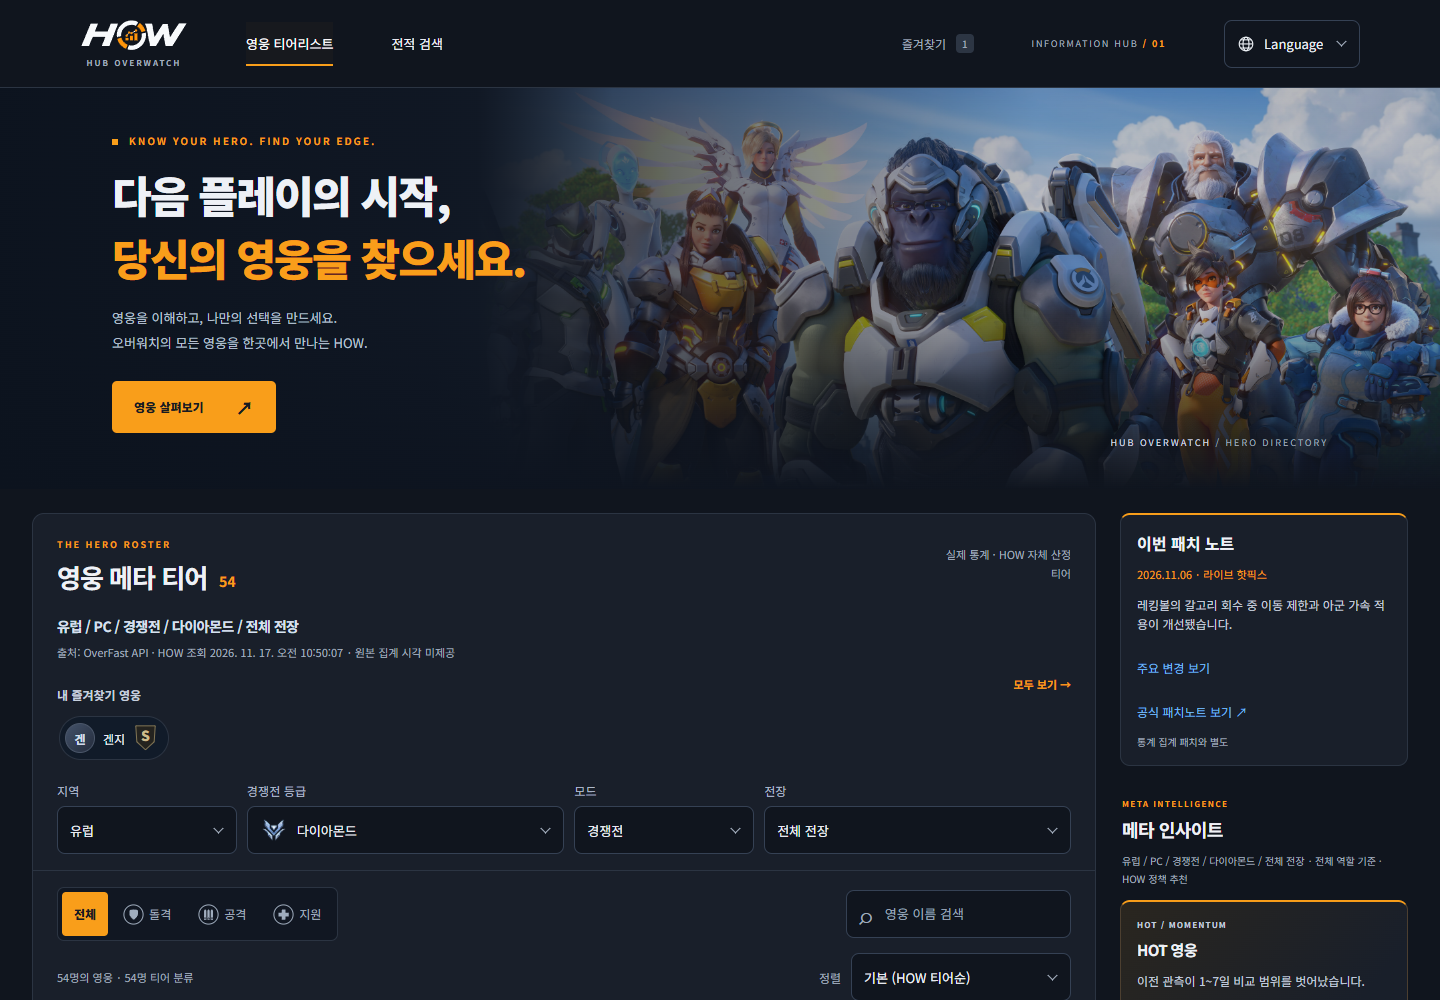 HOW
HUB OVERWATCH
영웅 티어리스트
전적 검색
즐겨찾기 1
INFORMATION HUB / 01
Language
KNOW YOUR HERO. FIND YOUR EDGE.
다음 플레이의 시작,
당신의 영웅을 찾으세요.
영웅을 이해하고, 나만의 선택을 만드세요.
오버워치의 모든 영웅을 한곳에서 만나는 HOW.
영웅 살펴보기 ↗
HUB OVERWATCH / HERO DIRECTORY
THE HERO ROSTER
영웅 메타 티어 54
실제 통계 · HOW 자체 산정
티어
유럽 / PC / 경쟁전 / 다이아몬드 / 전체 전장
출처: OverFast API · HOW 조회 2026. 11. 17. 오전 10:50:07 · 원본 집계 시각 미제공
내 즐겨찾기 영웅
모두 보기 →
겐 겐지 S
지역
경쟁전 등급
모드
전장
유럽
다이아몬드
경쟁전
전체 전장
전체
돌격
공격
지원
영웅 이름 검색
54명의 영웅 · 54명 티어 분류
정렬
기본 (HOW 티어순)
이번 패치 노트
2026.11.06 · 라이브 핫픽스
레킹볼의 갈고리 회수 중 이동 제한과 아군 가속 적
용이 개선됐습니다.
주요 변경 보기
공식 패치노트 보기 ↗
통계 집계 패치와 별도
META INTELLIGENCE
메타 인사이트
유럽 / PC / 경쟁전 / 다이아몬드 / 전체 전장 · 전체 역할 기준 ·
HOW 정책 추천
HOT / MOMENTUM
HOT 영웅
이전 관측이 1~7일 비교 범위를 벗어났습니다.